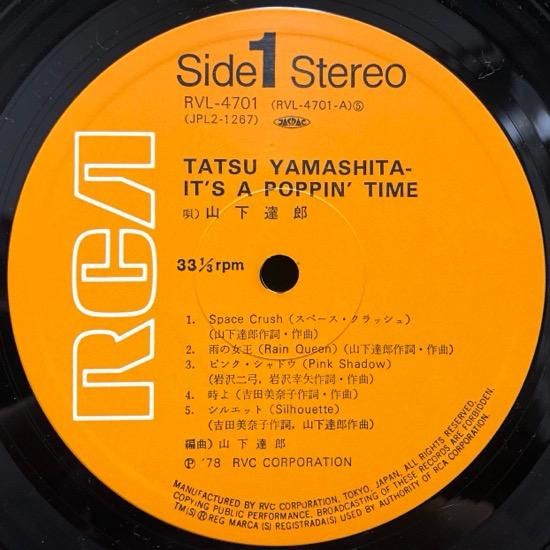 Side 1 Stereo
RVL-4701 (RVL-4701-A)⑤
(JPL2-1267) JASRAC
RCA
TATSU YAMASHITA-
IT'S A POPPIN' TIME
唄) 山下達郎
33 1/3 rpm
1. Space Crush (スペース・クラッシュ)
(山下達郎作詞・作曲)
2. 雨の女王 (Rain Queen) (山下達郎作詞・作曲)
3. ピンク・シャドウ (Pink Shadow)
(岩沢二弓, 岩沢幸矢作詞・作曲)
4. 時よ (吉田美奈子作詞・作曲)
5. シルエット (Silhouette)
(吉田美奈子作詞, 山下達郎作曲)
編曲) 山下達郎
Ⓟ '78 RVC CORPORATION
MANUFACTURED BY RVC CORPORATION, TOKYO, JAPAN, ALL RIGHTS RESERVED,
COPYING PUBLIC PERFORMANCE, BROADCASTING OF THESE RECORDS ARE FORBIDDEN.
TM(S) ® REG MARCA(S) REGISTRADA(S) USED BY AUTHORITY OF RCA CORPORATION.